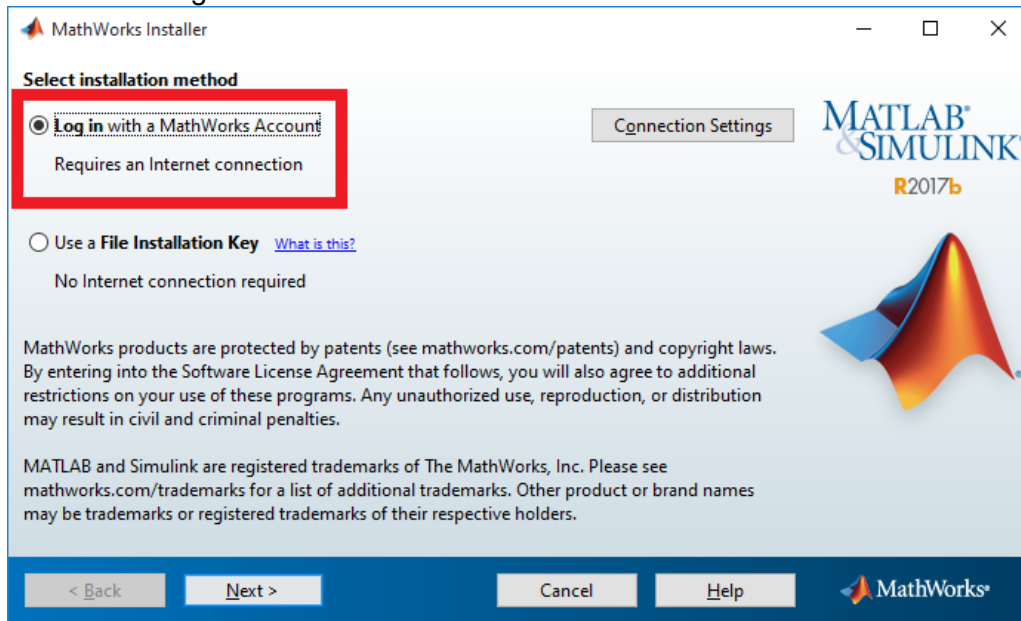 MathWorks Installer
Select installation method
Log in with a MathWorks Account
Connection Settings
Requires an Internet connection
MATLAB®
&SIMULINK®
R2017b
Use a File Installation Key What is this?
No Internet connection required
MathWorks products are protected by patents (see mathworks.com/patents) and copyright laws.
By entering into the Software License Agreement that follows, you will also agree to additional
restrictions on your use of these programs. Any unauthorized use, reproduction, or distribution
may result in civil and criminal penalties.
MATLAB and Simulink are registered trademarks of The MathWorks, Inc. Please see
mathworks.com/trademarks for a list of additional trademarks. Other product or brand names
may be trademarks or registered trademarks of their respective holders.
< Back
Next >
Cancel
Help
MathWorks®